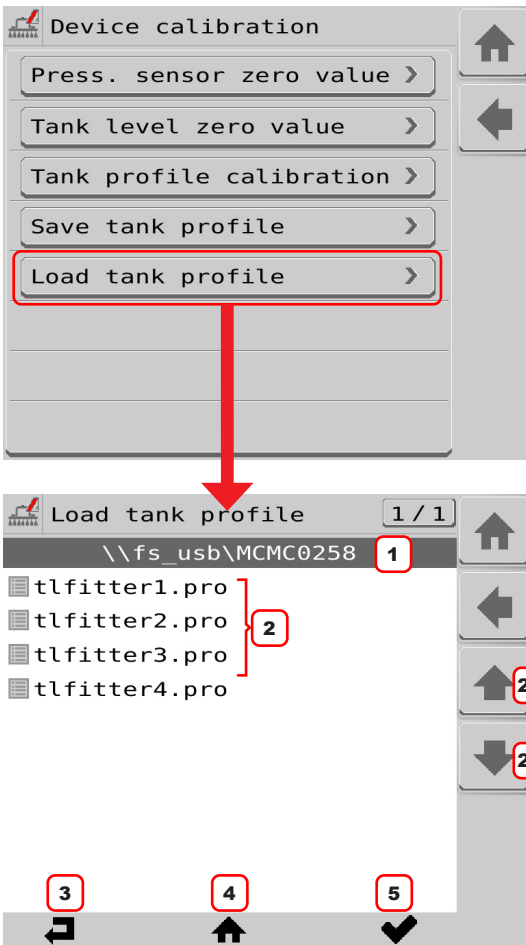 Device calibration
Press. sensor zero value
Tank level zero value
Tank profile calibration
Save tank profile
Load tank profile
Load tank profile 1/1
\\fs_usb\MCMC0258 1
tlfitter1.pro
tlfitter2.pro 2
tlfitter3.pro
tlfitter4.pro 2
2
3 4 5